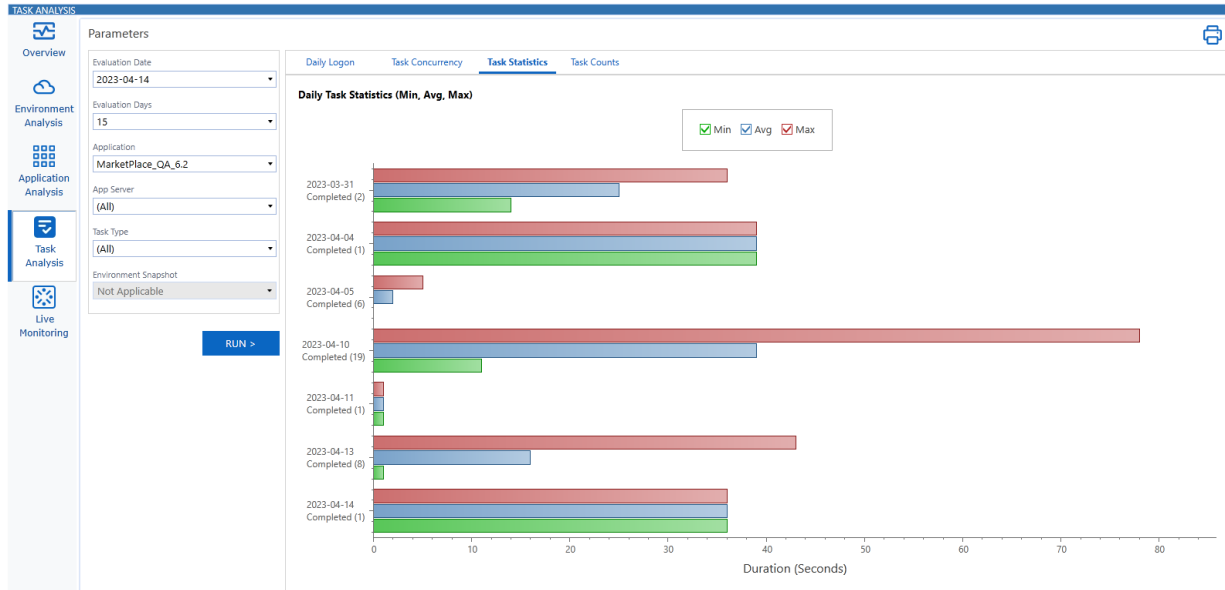 TASK ANALYSIS
Overview
Environment
Analysis
Application
Analysis
Task
Analysis
Live
Monitoring
Parameters
Evaluation Date
2023-04-14
Evaluation Days
15
Application
MarketPlace_QA_6.2
App Server
(All)
Task Type
(All)
Environment Snapshot
Not Applicable
RUN >
Daily Logon Task Concurrency Task Statistics Task Counts
Daily Task Statistics (Min, Avg, Max)
Min Avg Max
2023-03-31
Completed (2)
2023-04-04
Completed (1)
2023-04-05
Completed (6)
2023-04-10
Completed (19)
2023-04-11
Completed (1)
2023-04-13
Completed (8)
2023-04-14
Completed (1)
0 10 20 30 40 50 60 70 80
Duration (Seconds)